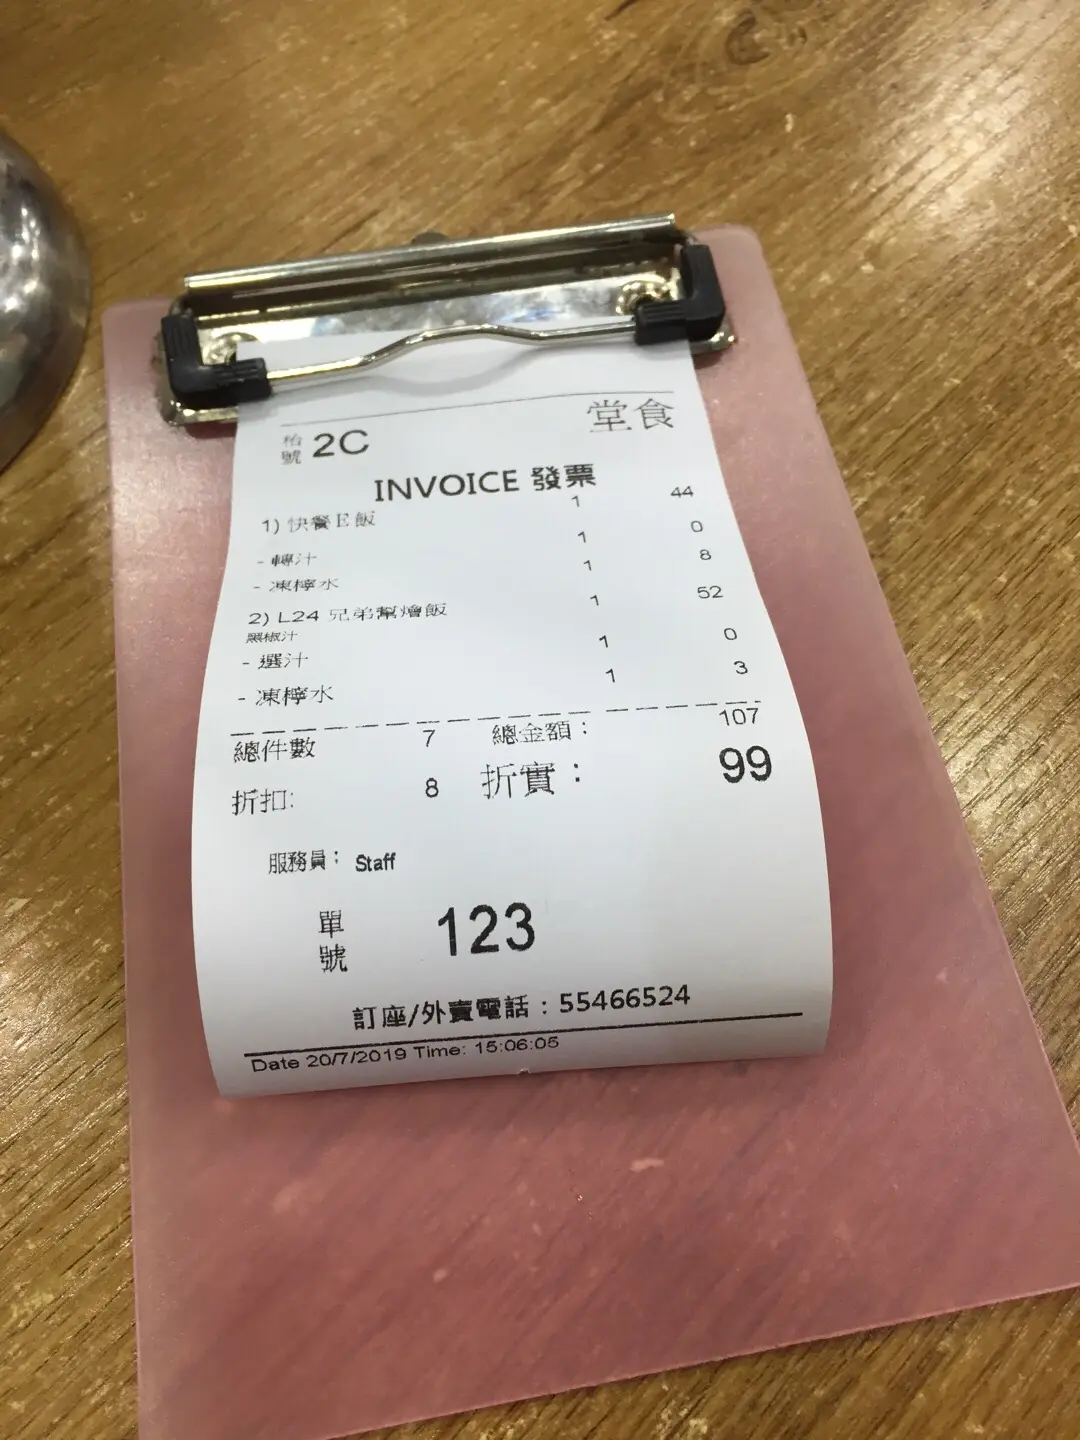 堂食
枱號 2C
INVOICE 發票
1) 快餐E飯 1 44
- 轉汁 1 0
- 凍檸水 1 8
2) L24 兄弟幫燴飯 1 52
黑椒汁
- 選汁 1 0
- 凍檸水 1 3
總件數 7 總金額： 107
折扣: 8 折實： 99
服務員： Staff
單號 123
訂座/外賣電話：55466524
Date 20/7/2019 Time: 15:06:05